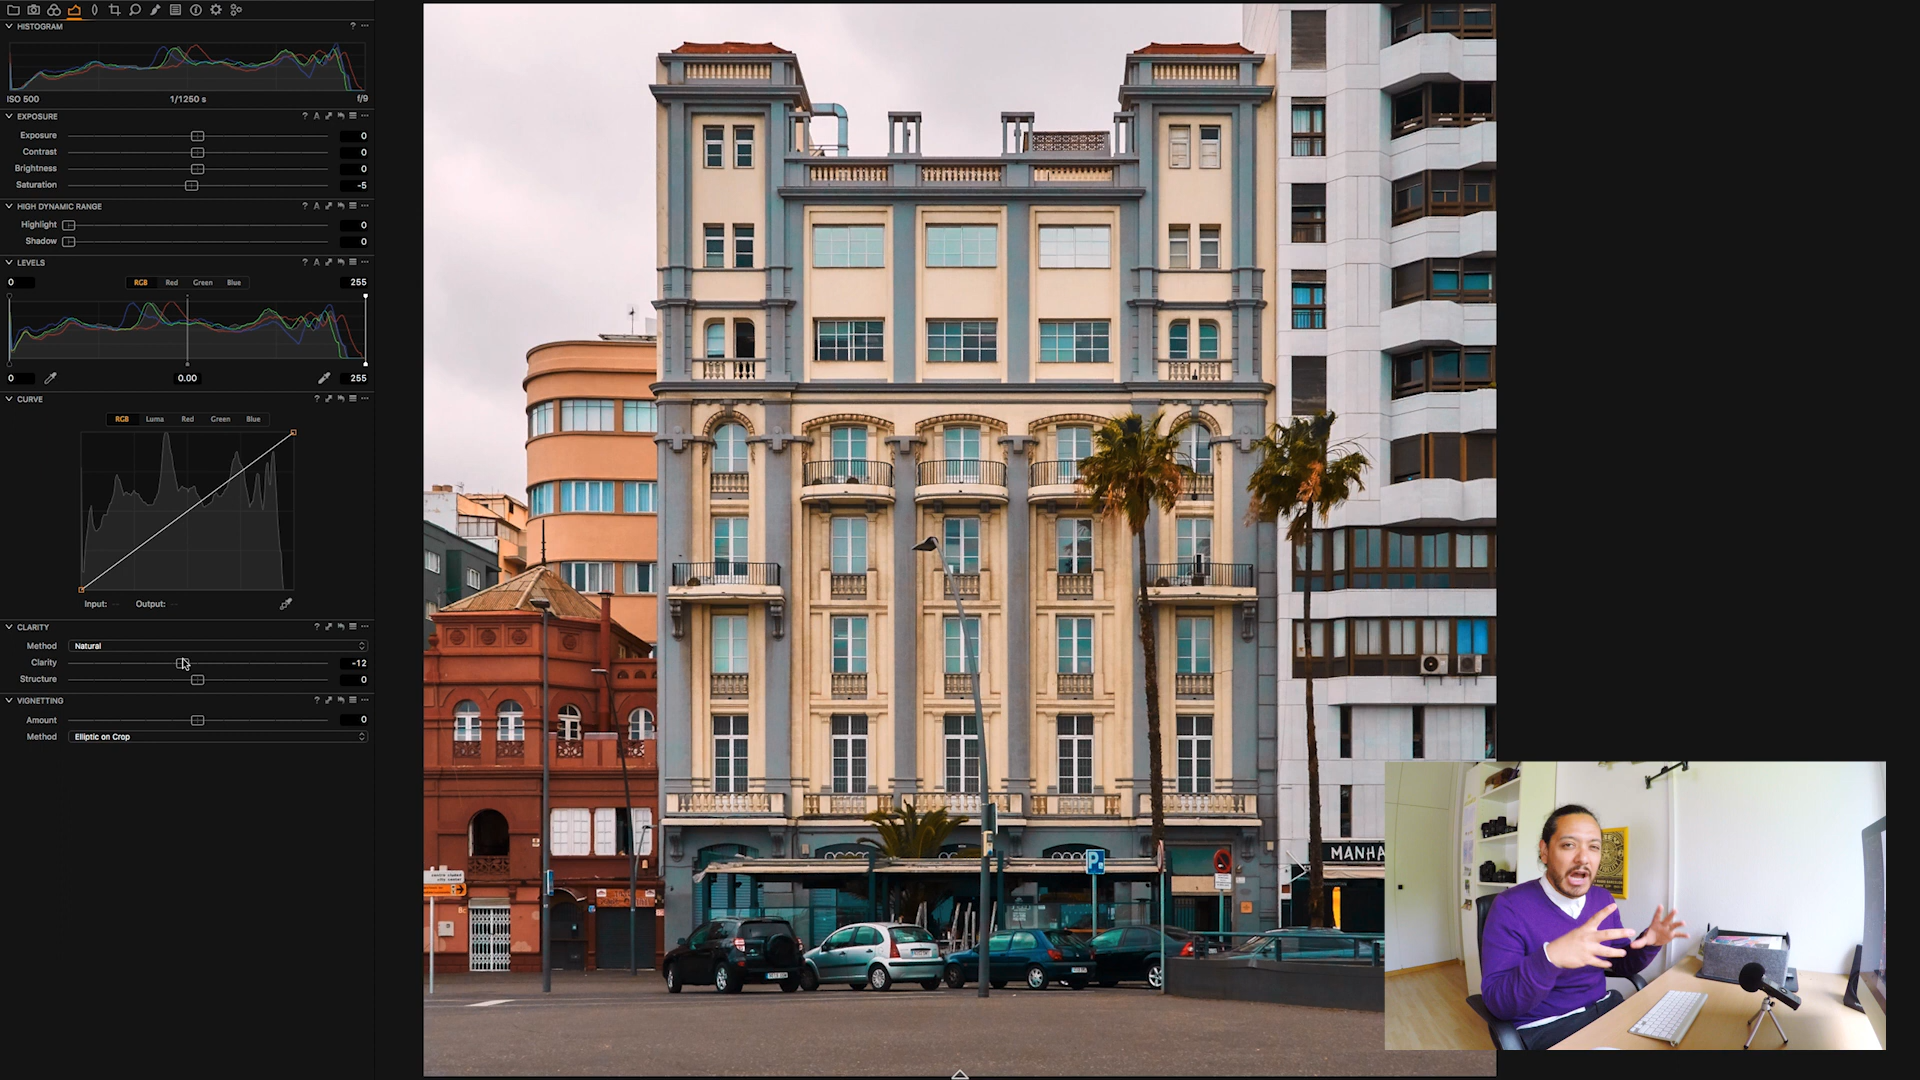 HISTOGRAM ?
ISO 500 1/1250 s f/9
EXPOSURE ? A
Exposure 0
Contrast 0
Brightness 0
Saturation -5
HIGH DYNAMIC RANGE ? A
Highlight 0
Shadow 0
LEVELS ? A
0 RGB Red Green Blue 255
0 0.00 255
CURVE ?
RGB Luma Red Green Blue
Input: -- Output: --
CLARITY ?
Method Natural
Clarity -12
Structure 0
VIGNETTING ?
Amount 0
Method Elliptic on Crop
MANHA
P